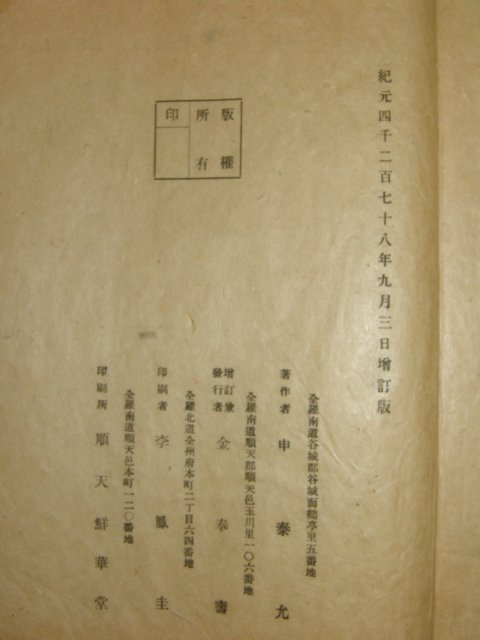 紀元四千二百七十八年九月三日增訂版
版權
所有
印
全羅南道谷城郡谷城面鶴亭里五番地
著作者 申泰允
全羅南道順天郡順天邑玉川里一〇六番地
增訂兼發行者 金奉壽
全羅北道全州府本町二丁目六四番地
印刷者 李鳳圭
全羅南道順天邑本町一二〇番地
印刷所 順天鮮華堂